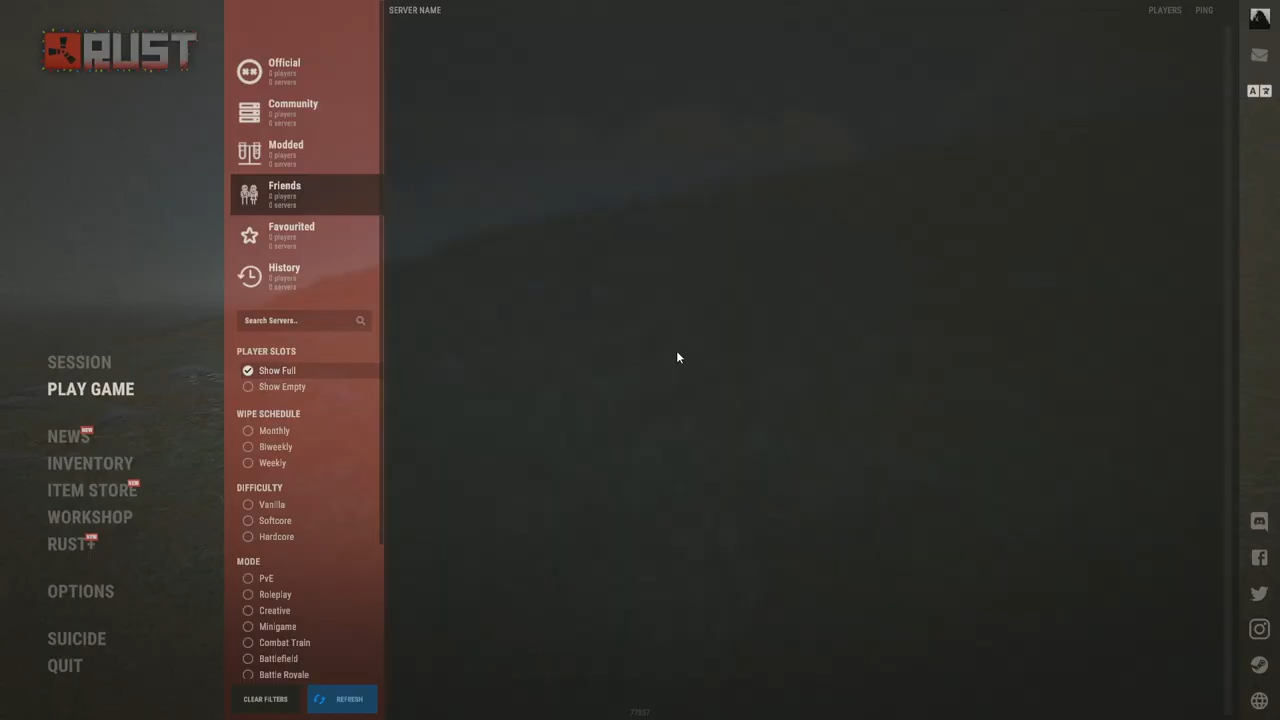 RUST
SESSION
PLAY GAME
NEWS NEW
INVENTORY
ITEM STORE NEW
WORKSHOP
RUST+ NEW
OPTIONS
SUICIDE
QUIT
Official
0 players
0 servers
Community
0 players
0 servers
Modded
0 players
0 servers
Friends
0 players
0 servers
Favourited
0 players
0 servers
History
0 players
0 servers
Search Servers..
PLAYER SLOTS
Show Full
Show Empty
WIPE SCHEDULE
Monthly
Biweekly
Weekly
DIFFICULTY
Vanilla
Softcore
Hardcore
MODE
PvE
Roleplay
Creative
Minigame
Combat Train
Battlefield
Battle Royale
CLEAR FILTERS
REFRESH
SERVER NAME
PLAYERS
PING
A